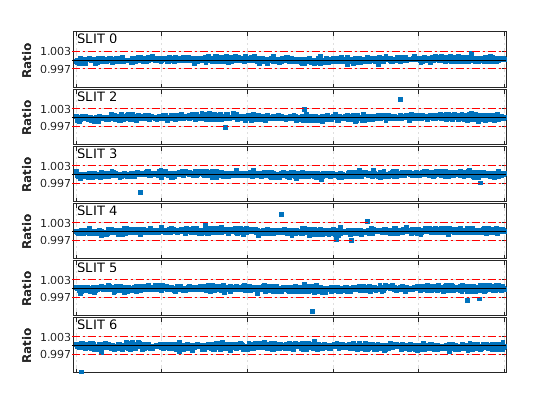 SLIT 0
Ratio
1.003
0.997
SLIT 2
Ratio
1.003
0.997
SLIT 3
Ratio
1.003
0.997
SLIT 4
Ratio
1.003
0.997
SLIT 5
Ratio
1.003
0.997
SLIT 6
Ratio
1.003
0.997